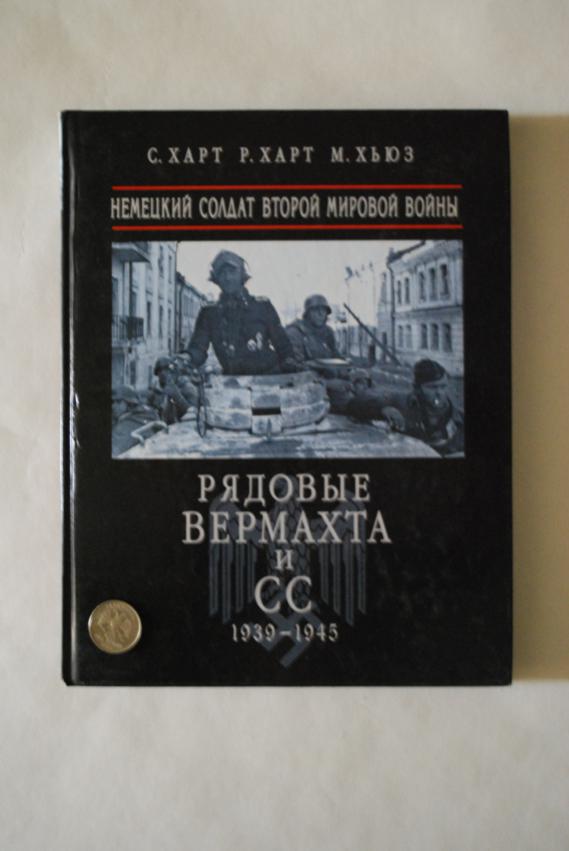 С. ХАРТ Р. ХАРТ М. ХЬЮЗ
НЕМЕЦКИЙ СОЛДАТ ВТОРОЙ МИРОВОЙ ВОЙНЫ
РЯДОВЫЕ
ВЕРМАХТА
И
СС
1939–1945